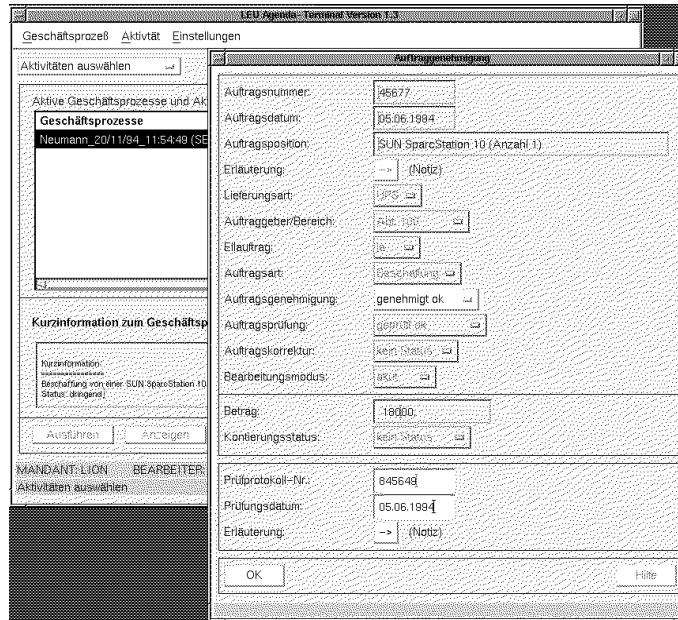 LEU Agenda- Terminal Version 1.3
Geschäftsprozeß Aktivtät Einstellungen
Aktivitäten auswählen
Aktive Geschäftsprozesse und Ak
Geschäftsprozesse
Neumann_20/11/94_11:54:49 (SE
Kurzinformation zum Geschäftsp
Kurzinformation:
===============
Beschaffung von einer SUN SparcStation 10
Status: dringend
Ausführen Anzeigen
MANDANT: LION BEARBEITER:
Aktivitäten auswählen
Auftraggenehmigung
Auftragsnummer: 45677
Auftragsdatum: 05.06.1994
Auftragsposition: SUN SparcStation 10 (Anzahl 1)
Erläuterung: --> (Notiz)
Lieferungsart: UPS
Auftraggeber/Bereich: Abt. 100
Eilauftrag: ja
Auftragsart: Beschaffung
Auftragsgenehmigung: genehmigt ok
Auftragsprüfung: geprüft ok
Auftragskorrektur: kein Status
Bearbeitungsmodus: akut
Betrag: 18000,
Kontierungsstatus: kein Status
Prüfprotokoll-Nr.: 845649
Prüfungsdatum: 05.06.1994
Erläuterung: --> (Notiz)
OK Hilfe